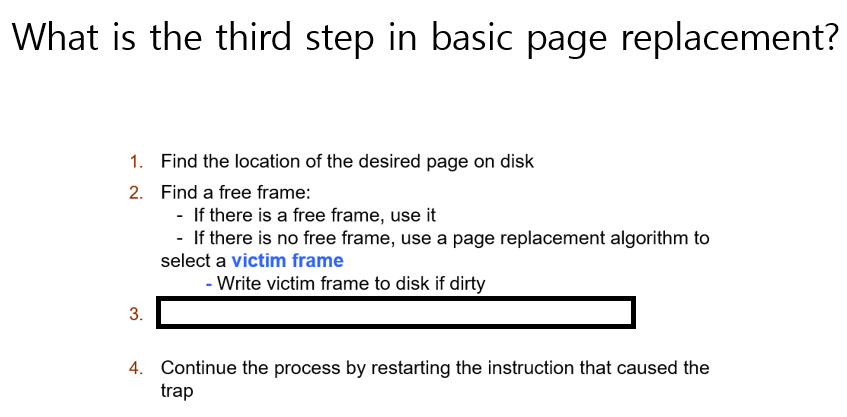 What is the third step in basic page replacement?
1. Find the location of the desired page on disk
2. Find a free frame:
- If there is a free frame, use it
- If there is no free frame, use a page replacement algorithm to
select a victim frame
- Write victim frame to disk if dirty
3.
4. Continue the process by restarting the instruction that caused the
trap